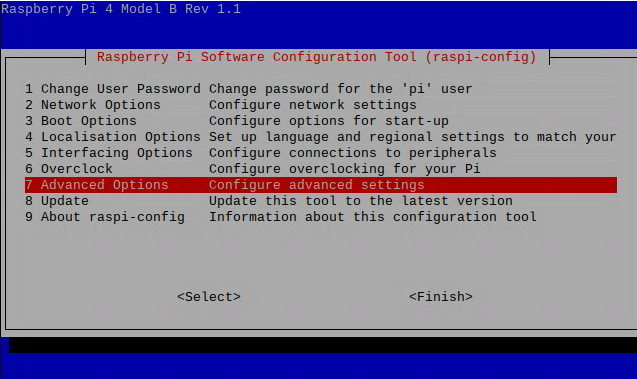 Raspberry Pi 4 Model B Rev 1.1
Raspberry Pi Software Configuration Tool (raspi-config)
1 Change User Password Change password for the 'pi' user
2 Network Options Configure network settings
3 Boot Options Configure options for start-up
4 Localisation Options Set up language and regional settings to match your
5 Interfacing Options Configure connections to peripherals
6 Overclock Configure overclocking for your Pi
7 Advanced Options Configure advanced settings
8 Update Update this tool to the latest version
9 About raspi-config Information about this configuration tool
<Select> <Finish>